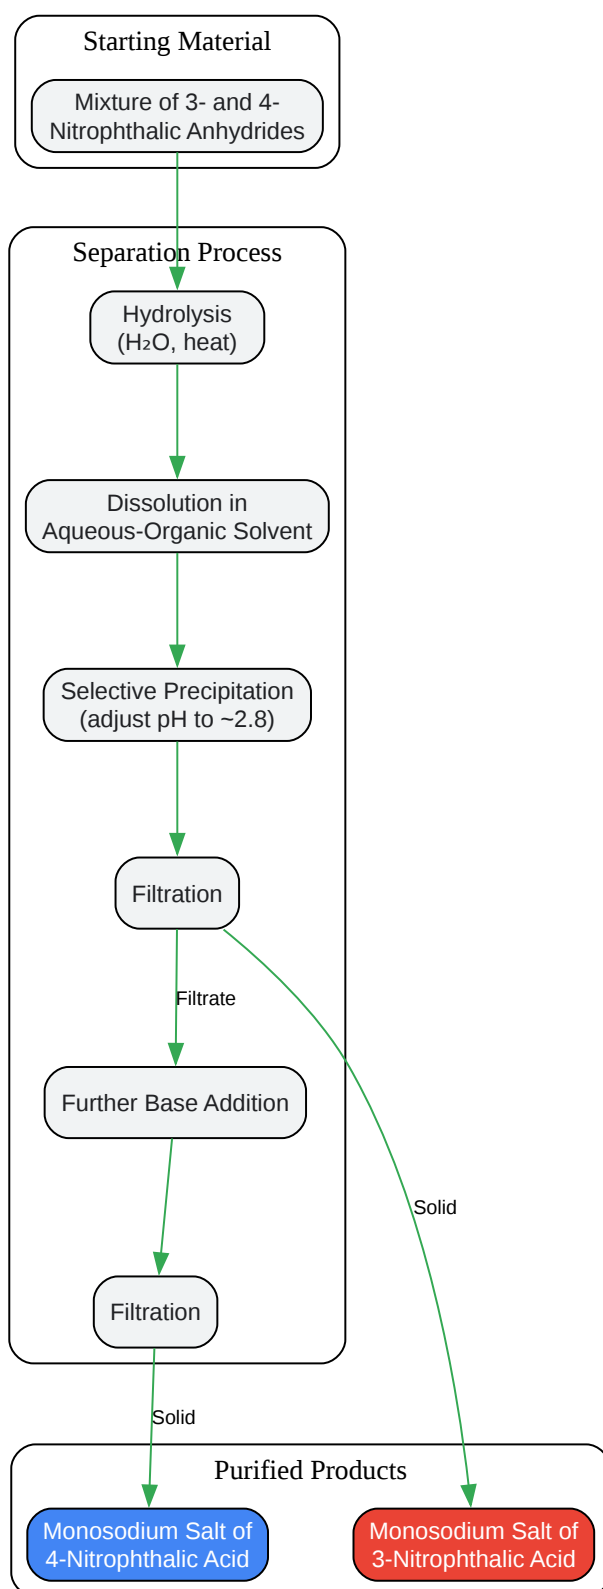 Starting Material
Mixture of 3- and 4-
Nitrophthalic Anhydrides
Separation Process
Hydrolysis
(H₂O, heat)
Dissolution in
Aqueous-Organic Solvent
Selective Precipitation
(adjust pH to ~2.8)
Filtration
Filtrate
Further Base Addition
Solid
Filtration
Solid
Purified Products
Monosodium Salt of
4-Nitrophthalic Acid
Monosodium Salt of
3-Nitrophthalic Acid